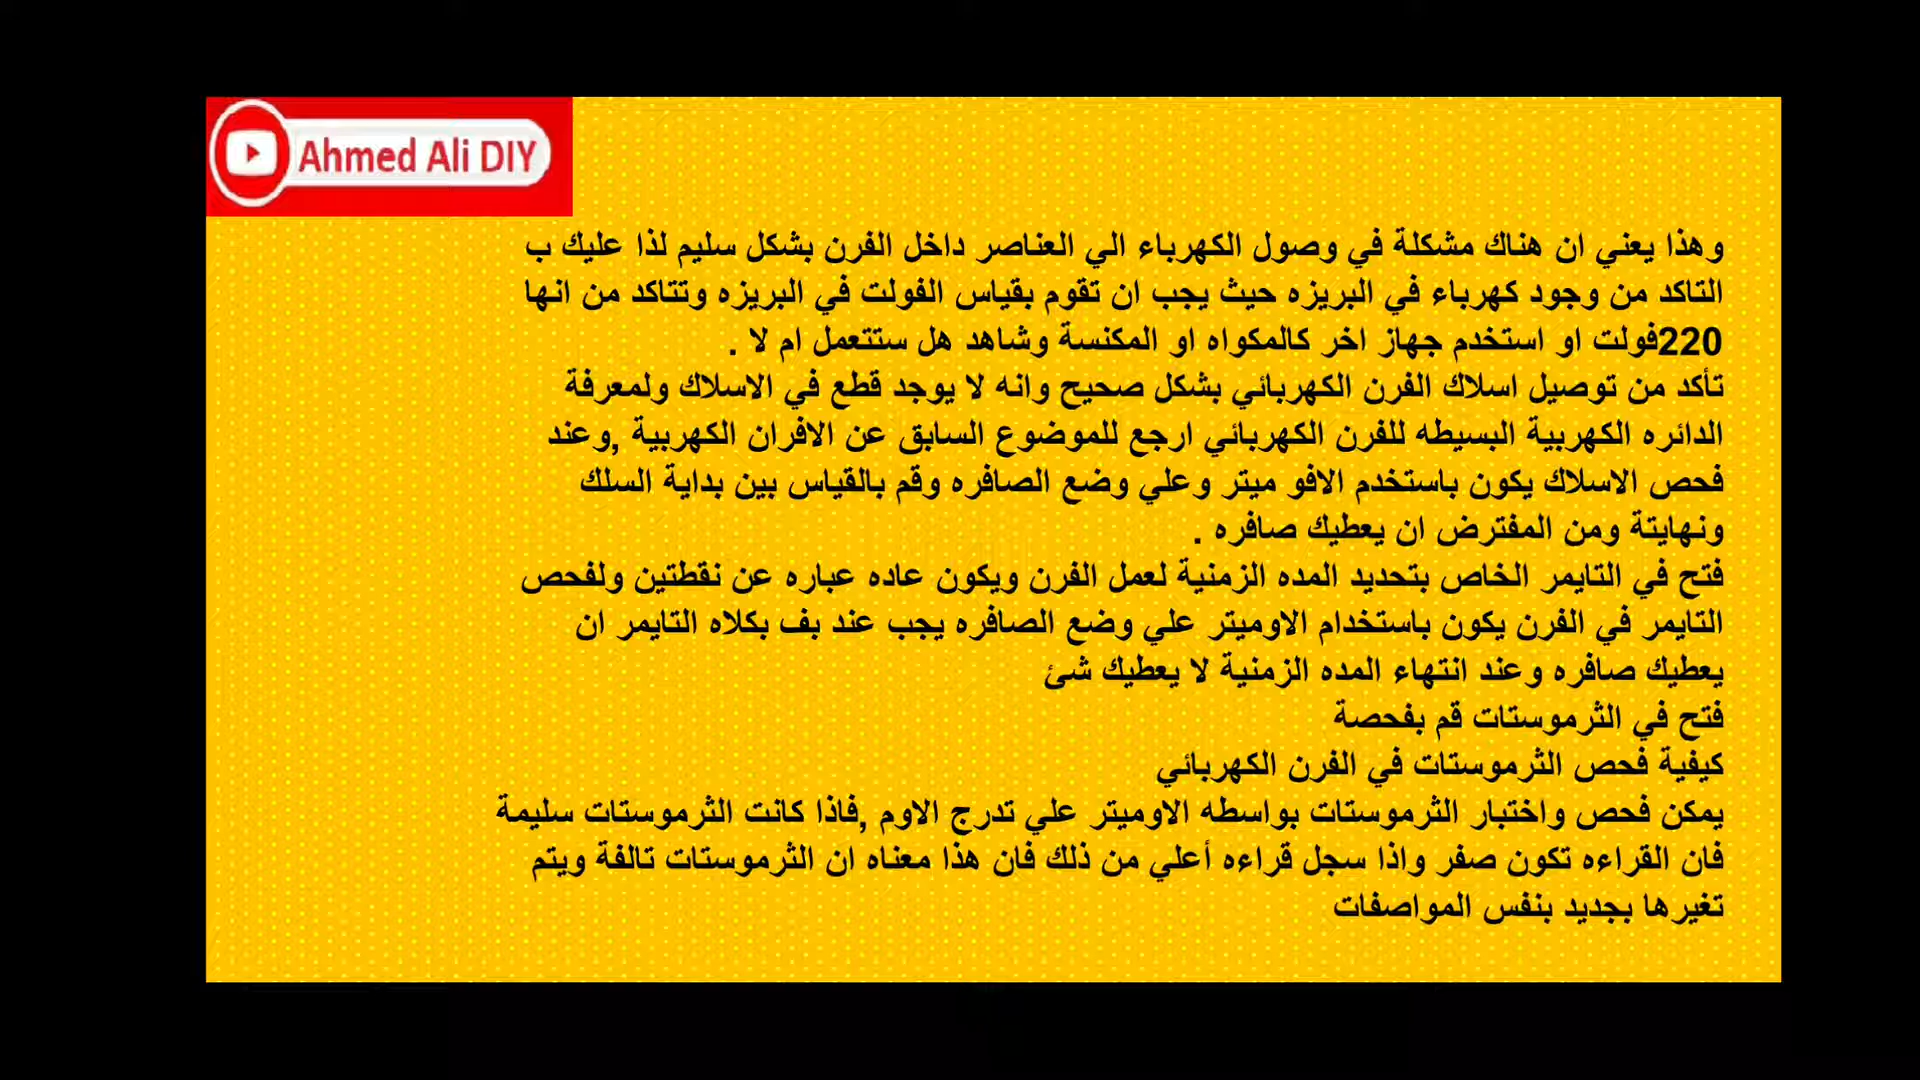 Ahmed Ali DIY
وهذا يعني ان هناك مشكلة في وصول الكهرباء الي العناصر داخل الفرن بشكل سليم لذا عليك ب
التاكد من وجود كهرباء في البريزه حيث يجب ان تقوم بقياس الفولت في البريزه وتتاكد من انها
220فولت او استخدم جهاز اخر كالمكواه او المكنسة وشاهد هل ستتعمل ام لا .
تأكد من توصيل اسلاك الفرن الكهربائي بشكل صحيح وانه لا يوجد قطع في الاسلاك ولمعرفة
الدائره الكهربية البسيطه للفرن الكهربائي ارجع للموضوع السابق عن الافران الكهربية ,وعند
فحص الاسلاك يكون باستخدم الافو ميتر وعلي وضع الصافره وقم بالقياس بين بداية السلك
ونهايتة ومن المفترض ان يعطيك صافره .
فتح في التايمر الخاص بتحديد المده الزمنية لعمل الفرن ويكون عاده عباره عن نقطتين ولفحص
التايمر في الفرن يكون باستخدام الاوميتر علي وضع الصافره يجب عند بف بكلاه التايمر ان
يعطيك صافره وعند انتهاء المده الزمنية لا يعطيك شئ
فتح في الثرموستات قم بفحصة
كيفية فحص الثرموستات في الفرن الكهربائي
يمكن فحص واختبار الثرموستات بواسطه الاوميتر علي تدرج الاوم ,فاذا كانت الثرموستات سليمة
فان القراءه تكون صفر واذا سجل قراءه أعلي من ذلك فان هذا معناه ان الثرموستات تالفة ويتم
تغيرها بجديد بنفس المواصفات